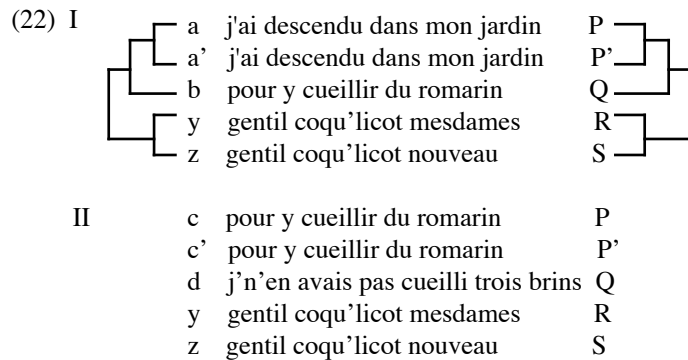 (22) I a j'ai descendu dans mon jardin P
a’ j'ai descendu dans mon jardin P’
b pour y cueillir du romarin Q
y gentil coqu’licot mesdames R
z gentil coqu’licot nouveau S
II c pour y cueillir du romarin P
c’ pour y cueillir du romarin P’
d j’n’en avais pas cueilli trois brins Q
y gentil coqu’licot mesdames R
z gentil coqu’licot nouveau S